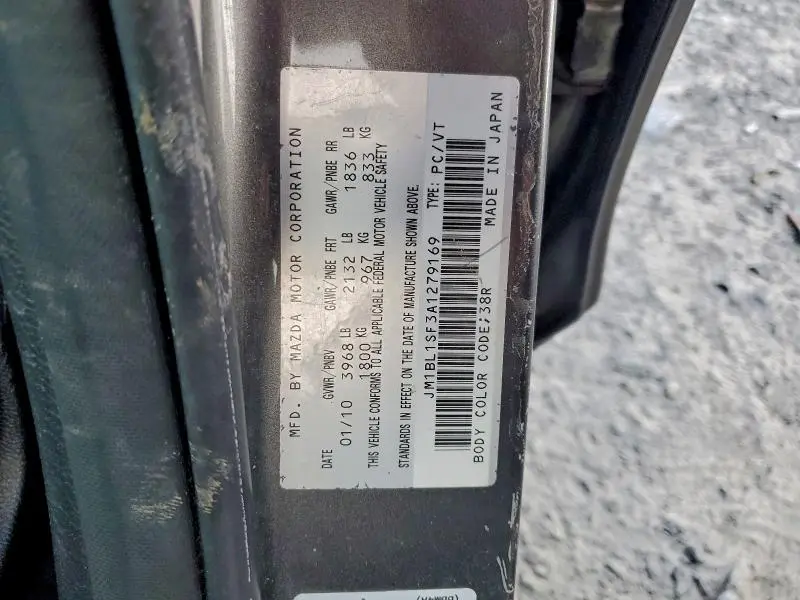 MFD. BY MAZDA MOTOR CORPORATION
DATE GVWR/PNBV GAWR/PNBE FRT GAWR/PNBE RR
01/10 3968 LB 2132 LB 1836 LB
1800 KG 967 KG 833 KG
THIS VEHICLE CONFORMS TO ALL APPLICABLE FEDERAL MOTOR VEHICLE SAFETY
STANDARDS IN EFFECT ON THE DATE OF MANUFACTURE SHOWN ABOVE.
JM1BL1SF3A1279169 TYPE: PC/VT
BODY COLOR CODE;38R MADE IN JAPAN